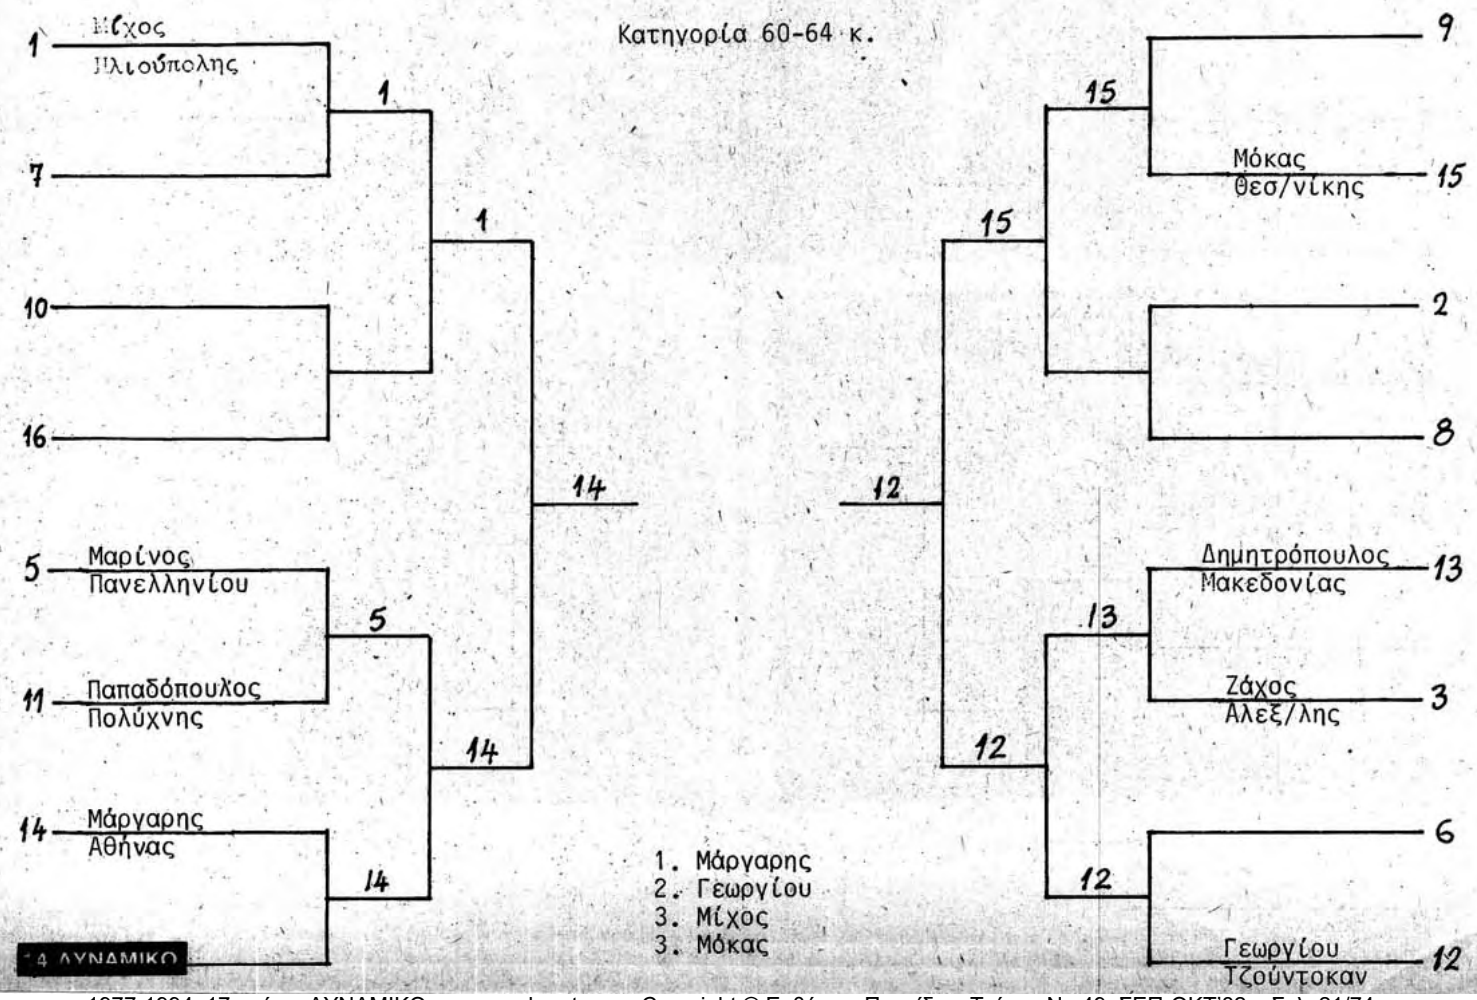 Κατηγορία 60-64 κ.
1 Μίχος
Ηλιούπολης
1
7
1
10
16
14
5 Μαρίνος
Πανελληνίου
5
11 Παπαδόπουλος
Πολύχνης
14
14 Μάργαρης
Αθήνας
14
9
15
Μόκας 15
Θεσ/νίκης
15
2
8
12
Δημητρόπουλος 13
Μακεδονίας
13
Ζάχος 3
Αλεξ/λης
12
6
12
Γεωργίου 12
Τζούντοκαν
1. Μάργαρης
2. Γεωργίου
3. Μίχος
3. Μόκας
14 ΔΥΝΑΜΙΚΟ